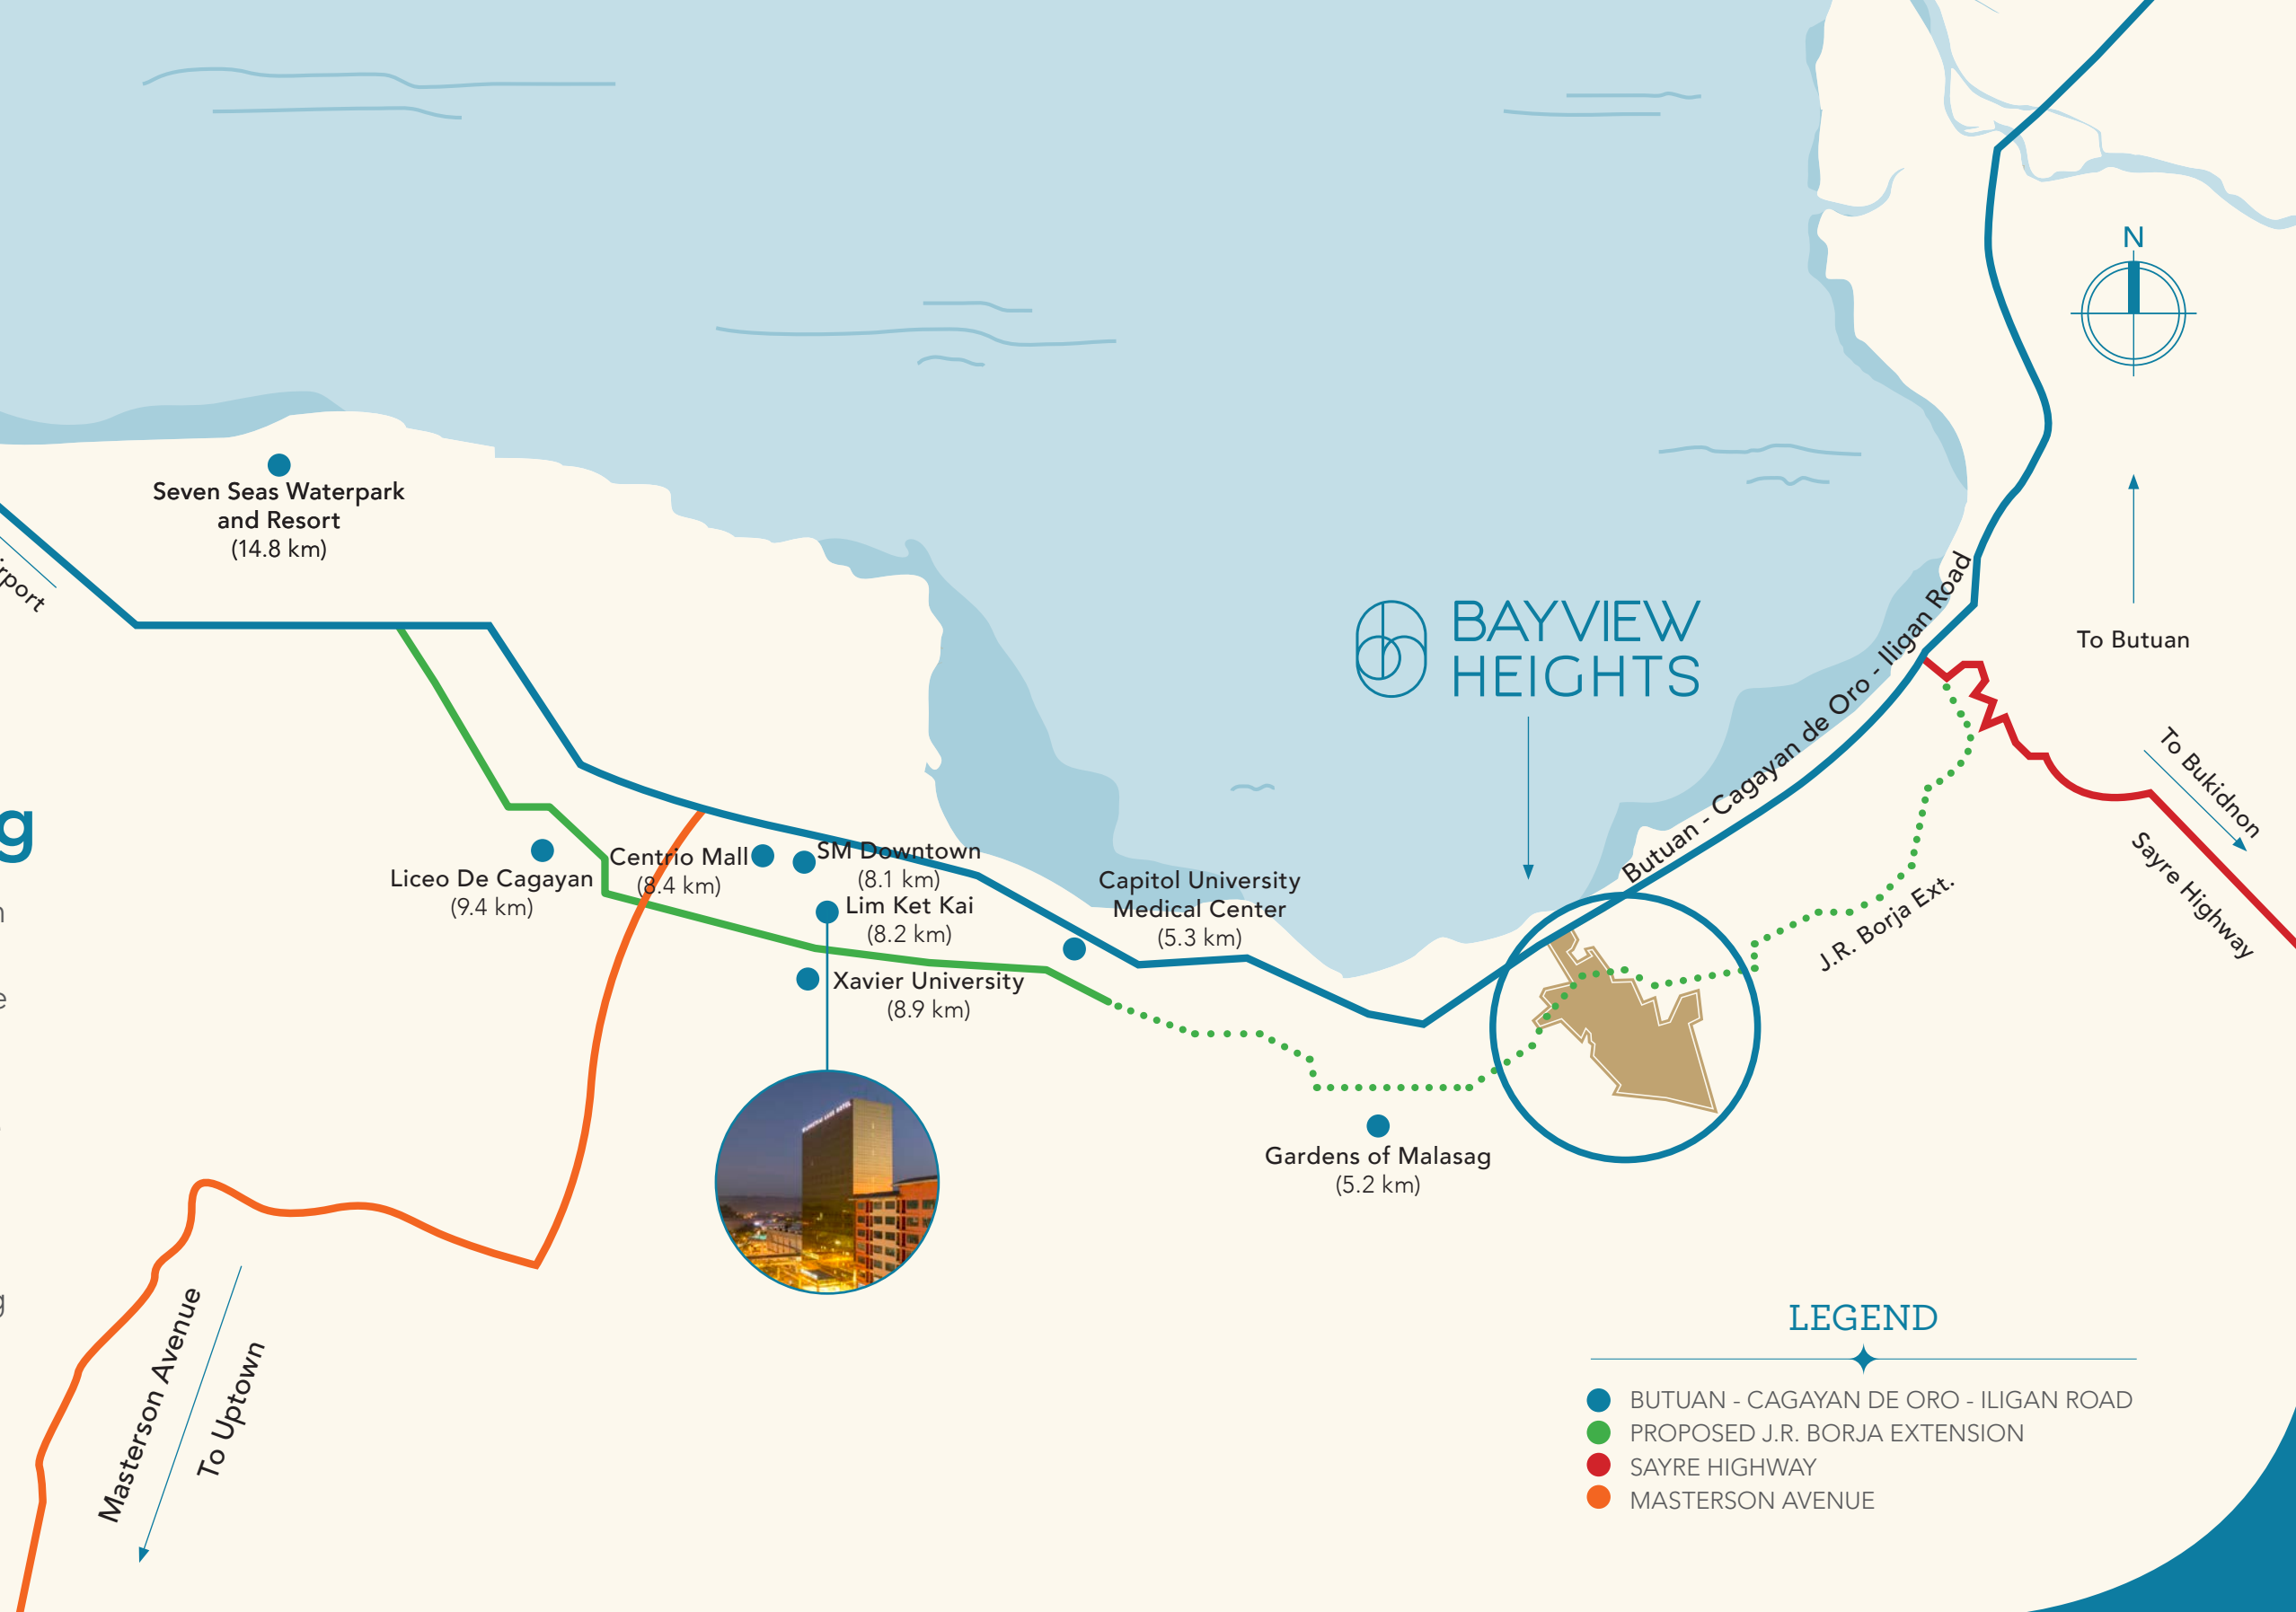 N
Seven Seas Waterpark
and Resort
(14.8 km)
BAYVIEW
HEIGHTS
Butuan - Cagayan de Oro - Iligan Road
To Butuan
To Bukidnon
Sayre Highway
J.R. Borja Ext.
g
Liceo De Cagayan
(9.4 km)
Centrio Mall
(8.4 km)
SM Downtown
(8.1 km)
Lim Ket Kai
(8.2 km)
Capitol University
Medical Center
(5.3 km)
Xavier University
(8.9 km)
Gardens of Malasag
(5.2 km)
Masterson Avenue
To Uptown
LEGEND
BUTUAN - CAGAYAN DE ORO - ILIGAN ROAD
PROPOSED J.R. BORJA EXTENSION
SAYRE HIGHWAY
MASTERSON AVENUE